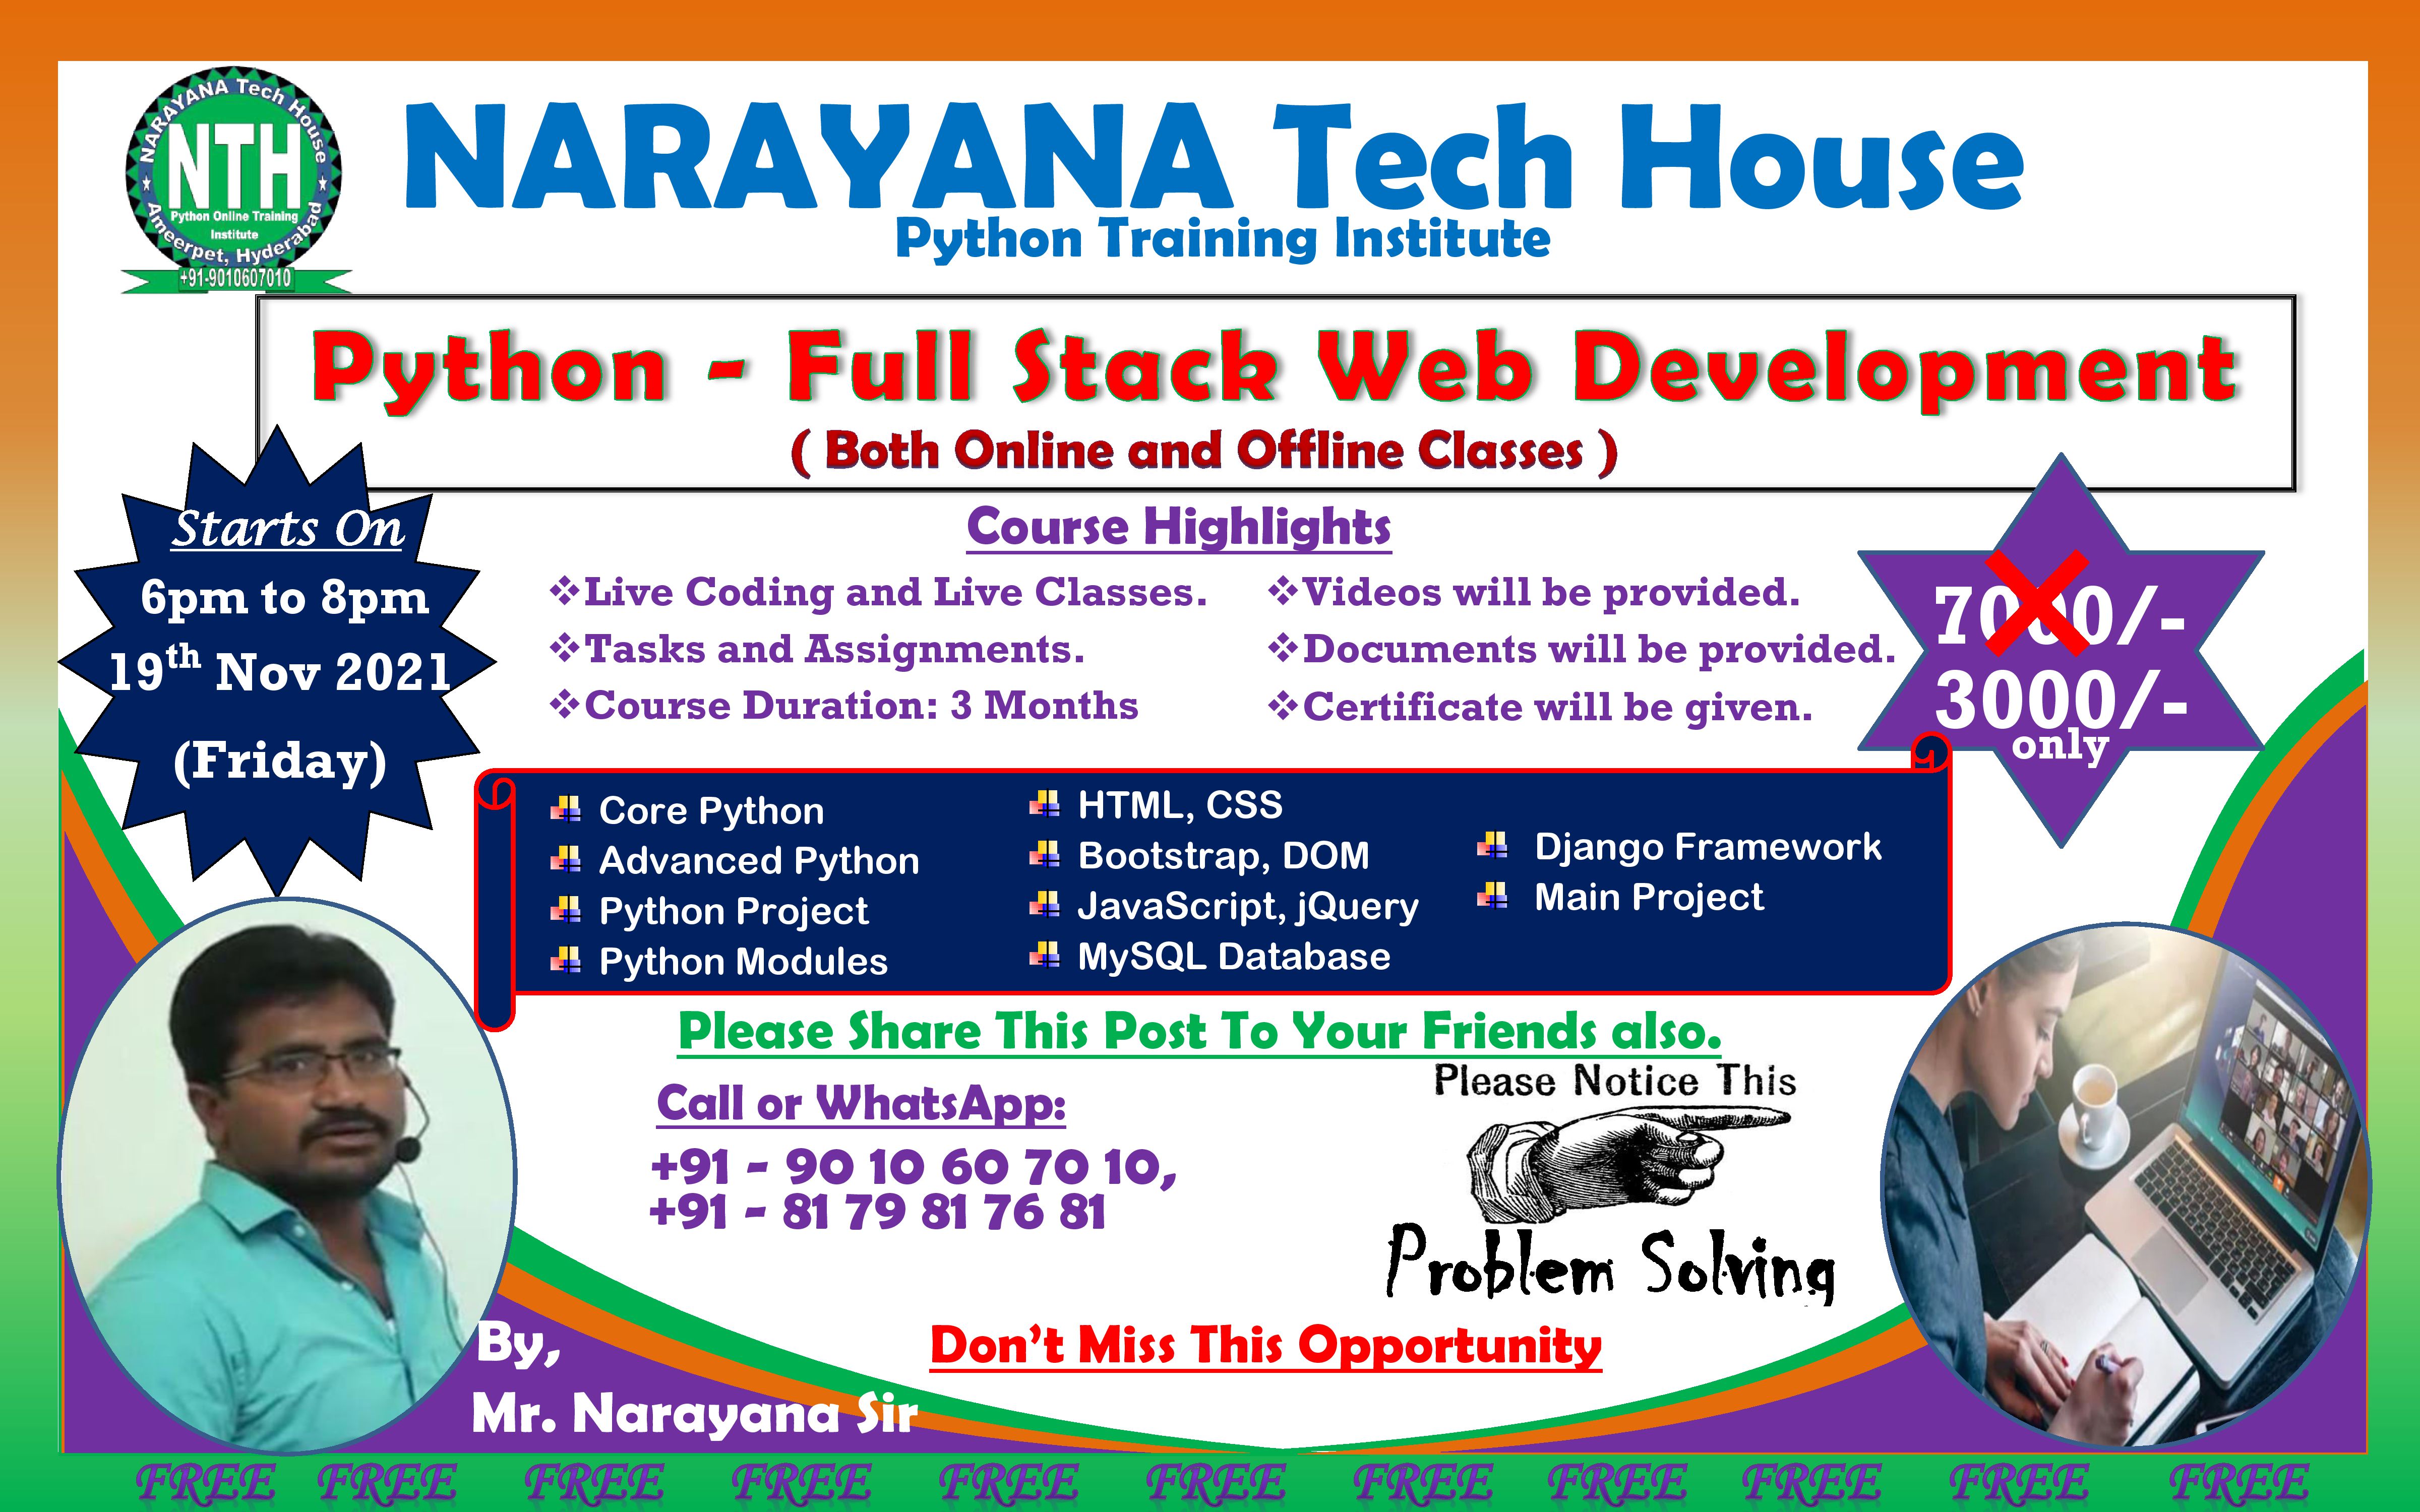 NARAYANA Tech House
NTH
Python Online Training
Institute
Ameerpet, Hyderabad
+91-9010607010
NARAYANA Tech House
Python Training Institute
Python - Full Stack Web Development
( Both Online and Offline Classes )
Starts On
6pm to 8pm
19th Nov 2021
(Friday)
Course Highlights
❖Live Coding and Live Classes.
❖Tasks and Assignments.
❖Course Duration: 3 Months
❖Videos will be provided.
❖Documents will be provided.
❖Certificate will be given.
7000/-
3000/-
only
Core Python
Advanced Python
Python Project
Python Modules
HTML, CSS
Bootstrap, DOM
JavaScript, jQuery
MySQL Database
Django Framework
Main Project
Please Share This Post To Your Friends also.
Call or WhatsApp:
+91 - 90 10 60 70 10,
+91 - 81 79 81 76 81
Please Notice This
Problem Solving
Don't Miss This Opportunity
By,
Mr. Narayana Sir
FREE FREE FREE FREE FREE FREE FREE FREE FREE FREE FREE